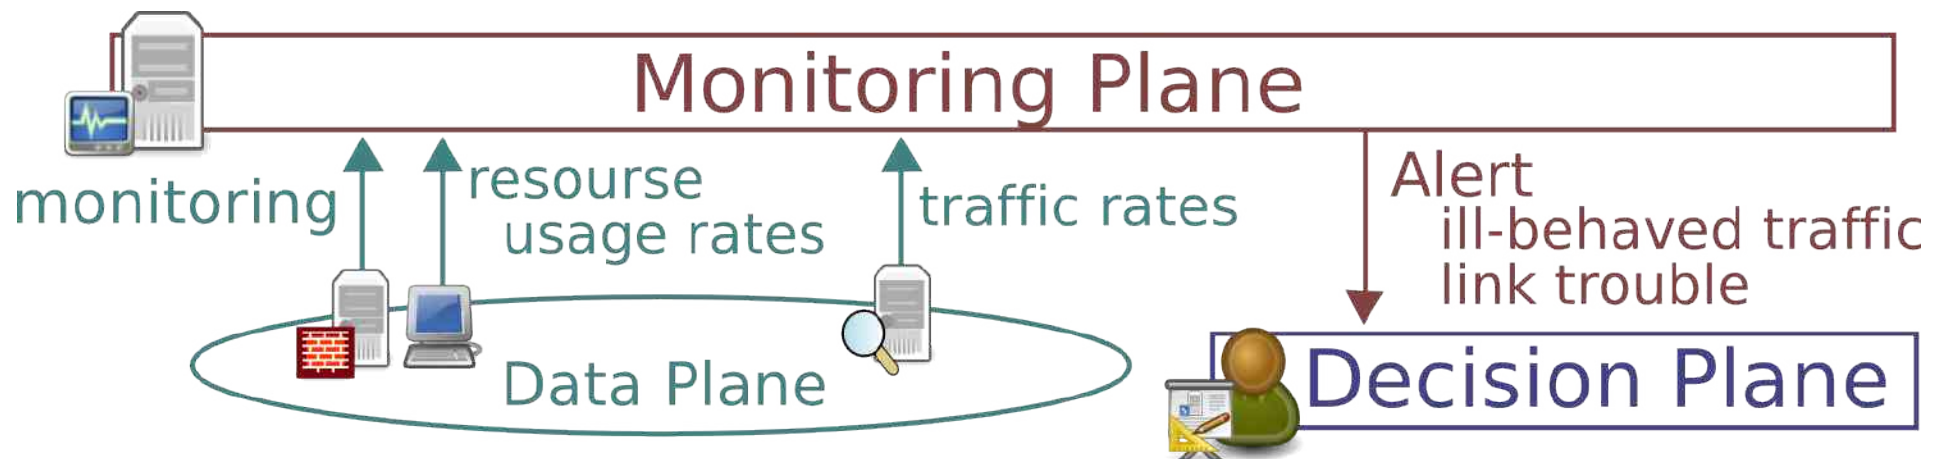 Monitoring Plane
monitoring
resourse
usage rates
traffic rates
Alert
ill-behaved traffic
link trouble
Data Plane
Decision Plane